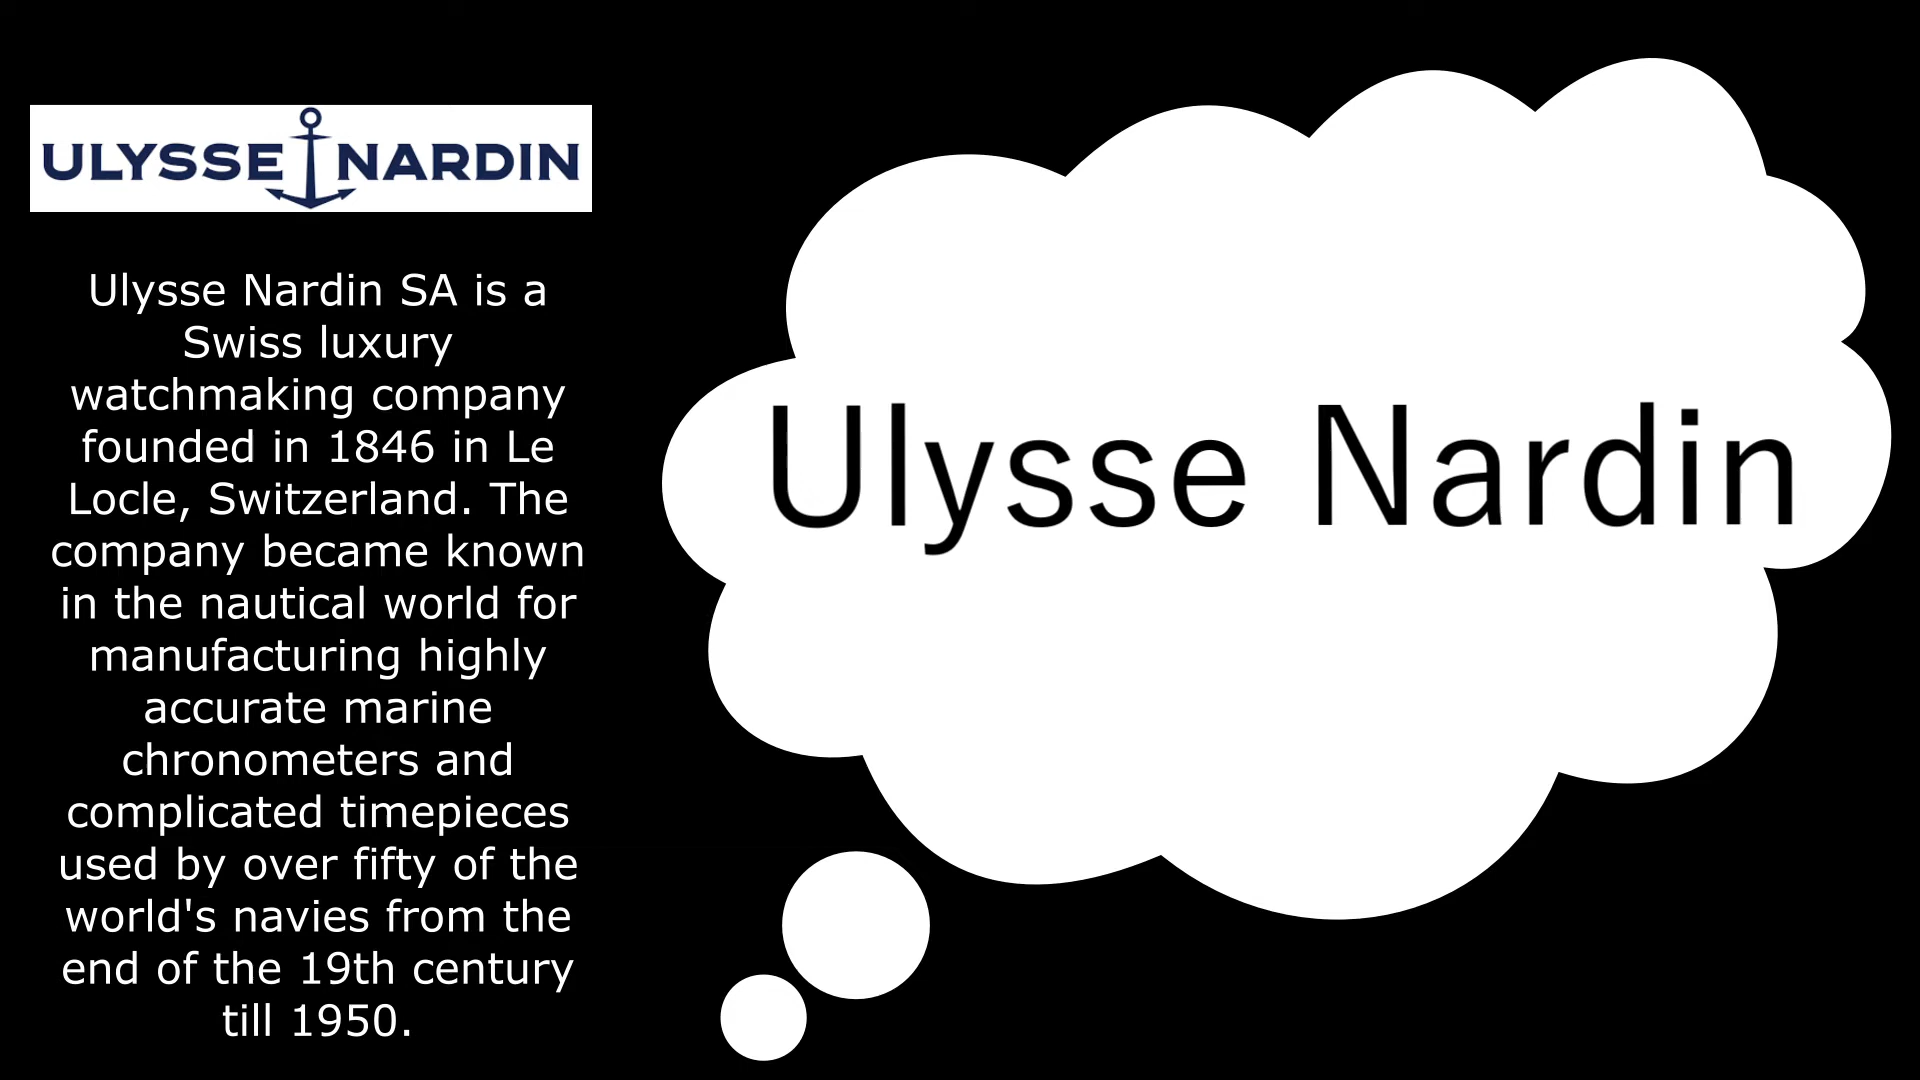 ULYSSE NARDIN
Ulysse Nardin SA is a
Swiss luxury
watchmaking company
founded in 1846 in Le
Locle, Switzerland. The
company became known
in the nautical world for
manufacturing highly
accurate marine
chronometers and
complicated timepieces
used by over fifty of the
world's navies from the
end of the 19th century
till 1950.
Ulysse Nardin